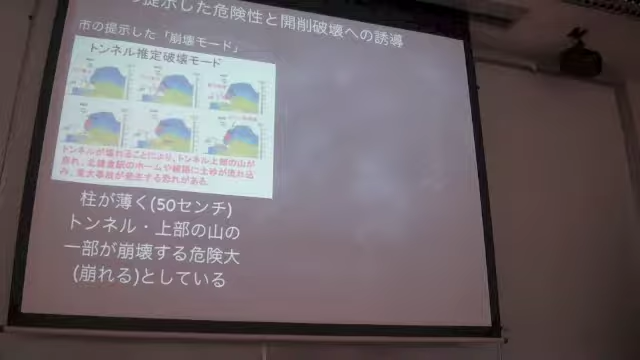 の提示した危険性と開削破壊への誘導
市の提示した「崩壊モード」
トンネル推定破壊モード
トンネルが壊れることにより、トンネル上部の山が
崩れ、北鎌倉駅のホームや線路に土砂が流れ込
み、重大事故が発生する恐れがある。
柱が薄く(50センチ)
トンネル・上部の山の
一部が崩壊する危険大
(崩れる)としている